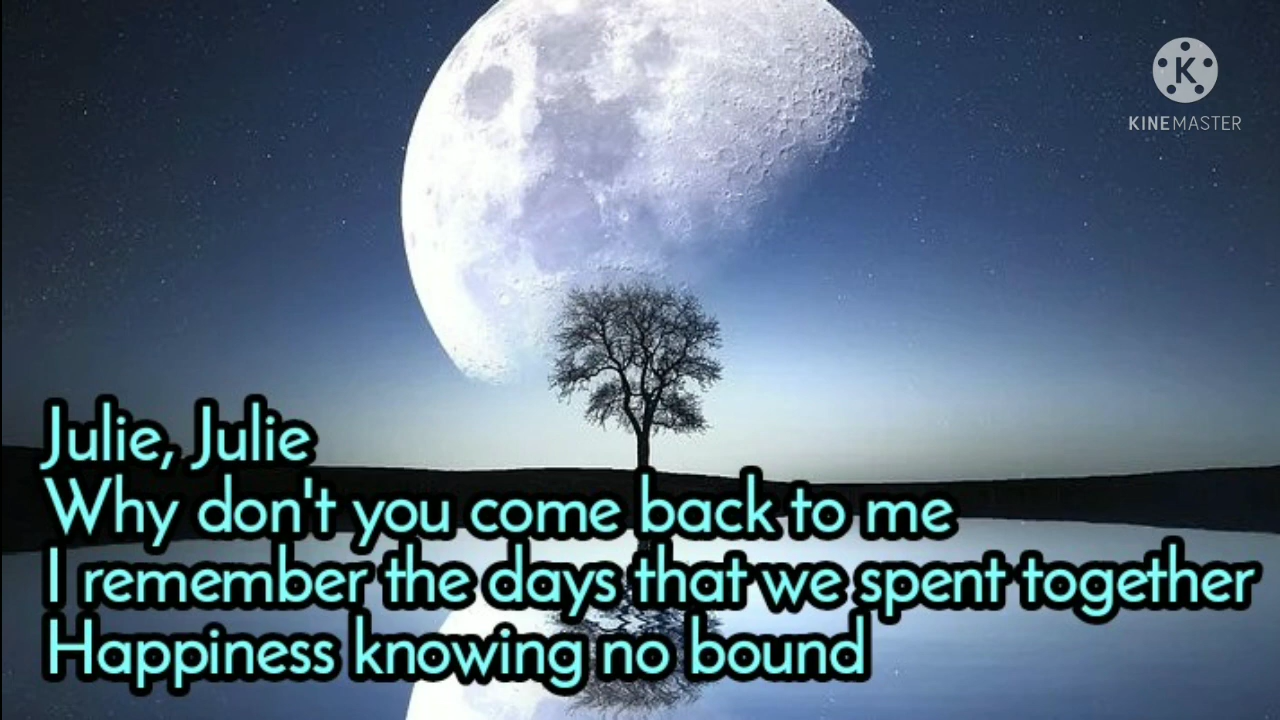 K
KINEMASTER
Julie, Julie
Why don't you come back to me
I remember the days that we spent together
Happiness knowing no bound